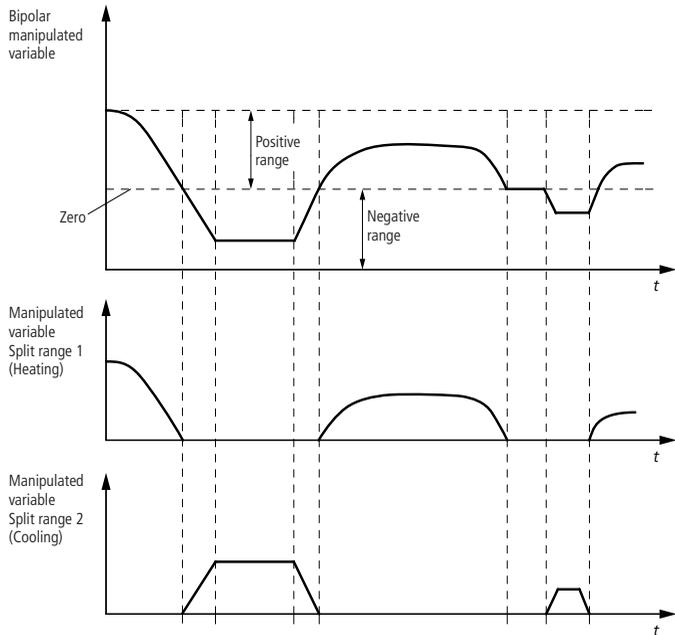 Bipolar
manipulated
variable
Positive
range
Zero
Negative
range
t
Manipulated
variable
Split range 1
(Heating)
t
Manipulated
variable
Split range 2
(Cooling)
t